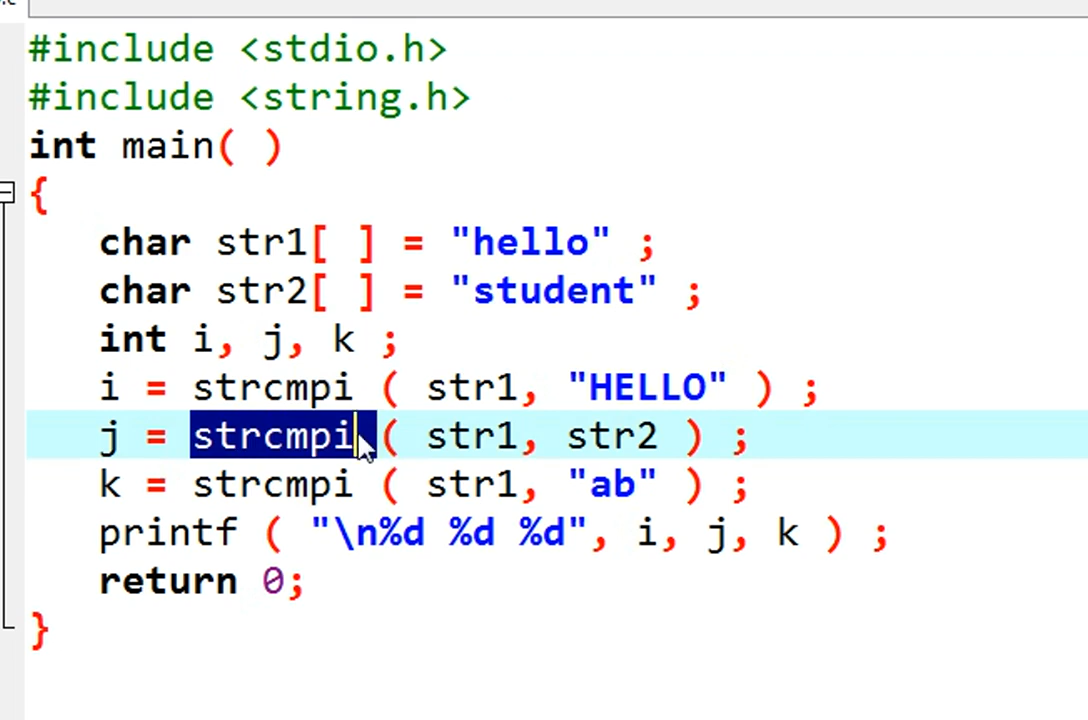 #include <stdio.h>
#include <string.h>
int main( )
{
char str1[ ] = "hello" ;
char str2[ ] = "student" ;
int i, j, k ;
i = strcmpi ( str1, "HELLO" ) ;
j = strcmpi ( str1, str2 ) ;
k = strcmpi ( str1, "ab" ) ;
printf ( "\n%d %d %d", i, j, k ) ;
return 0;
}